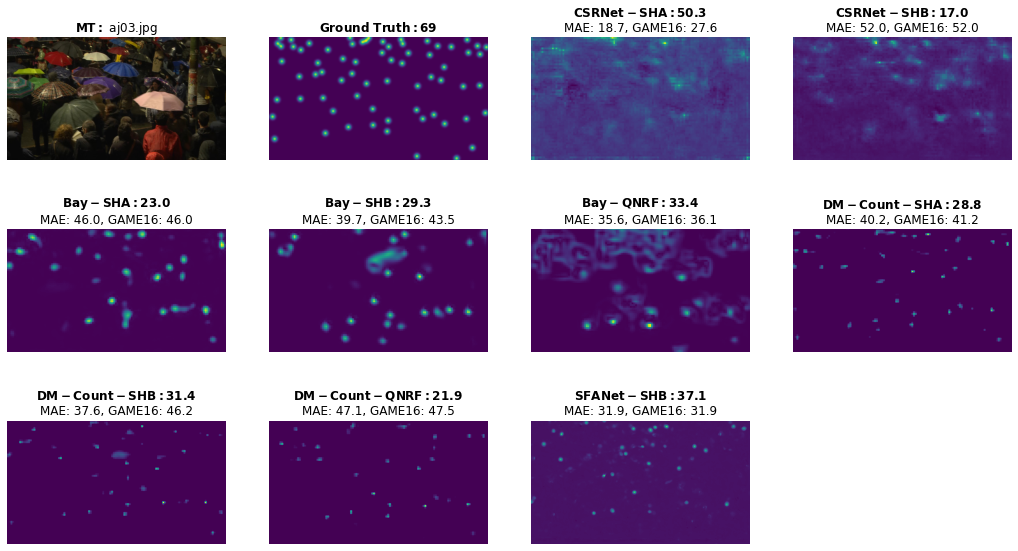 MT: aj03.jpg
Ground Truth: 69
CSRNet−SHA: 50.3
MAE: 18.7, GAME16: 27.6
CSRNet−SHB: 17.0
MAE: 52.0, GAME16: 52.0
Bay−SHA: 23.0
MAE: 46.0, GAME16: 46.0
Bay−SHB: 29.3
MAE: 39.7, GAME16: 43.5
Bay−QNRF: 33.4
MAE: 35.6, GAME16: 36.1
DM−Count−SHA: 28.8
MAE: 40.2, GAME16: 41.2
DM−Count−SHB: 31.4
MAE: 37.6, GAME16: 46.2
DM−Count−QNRF: 21.9
MAE: 47.1, GAME16: 47.5
SFANet−SHB: 37.1
MAE: 31.9, GAME16: 31.9